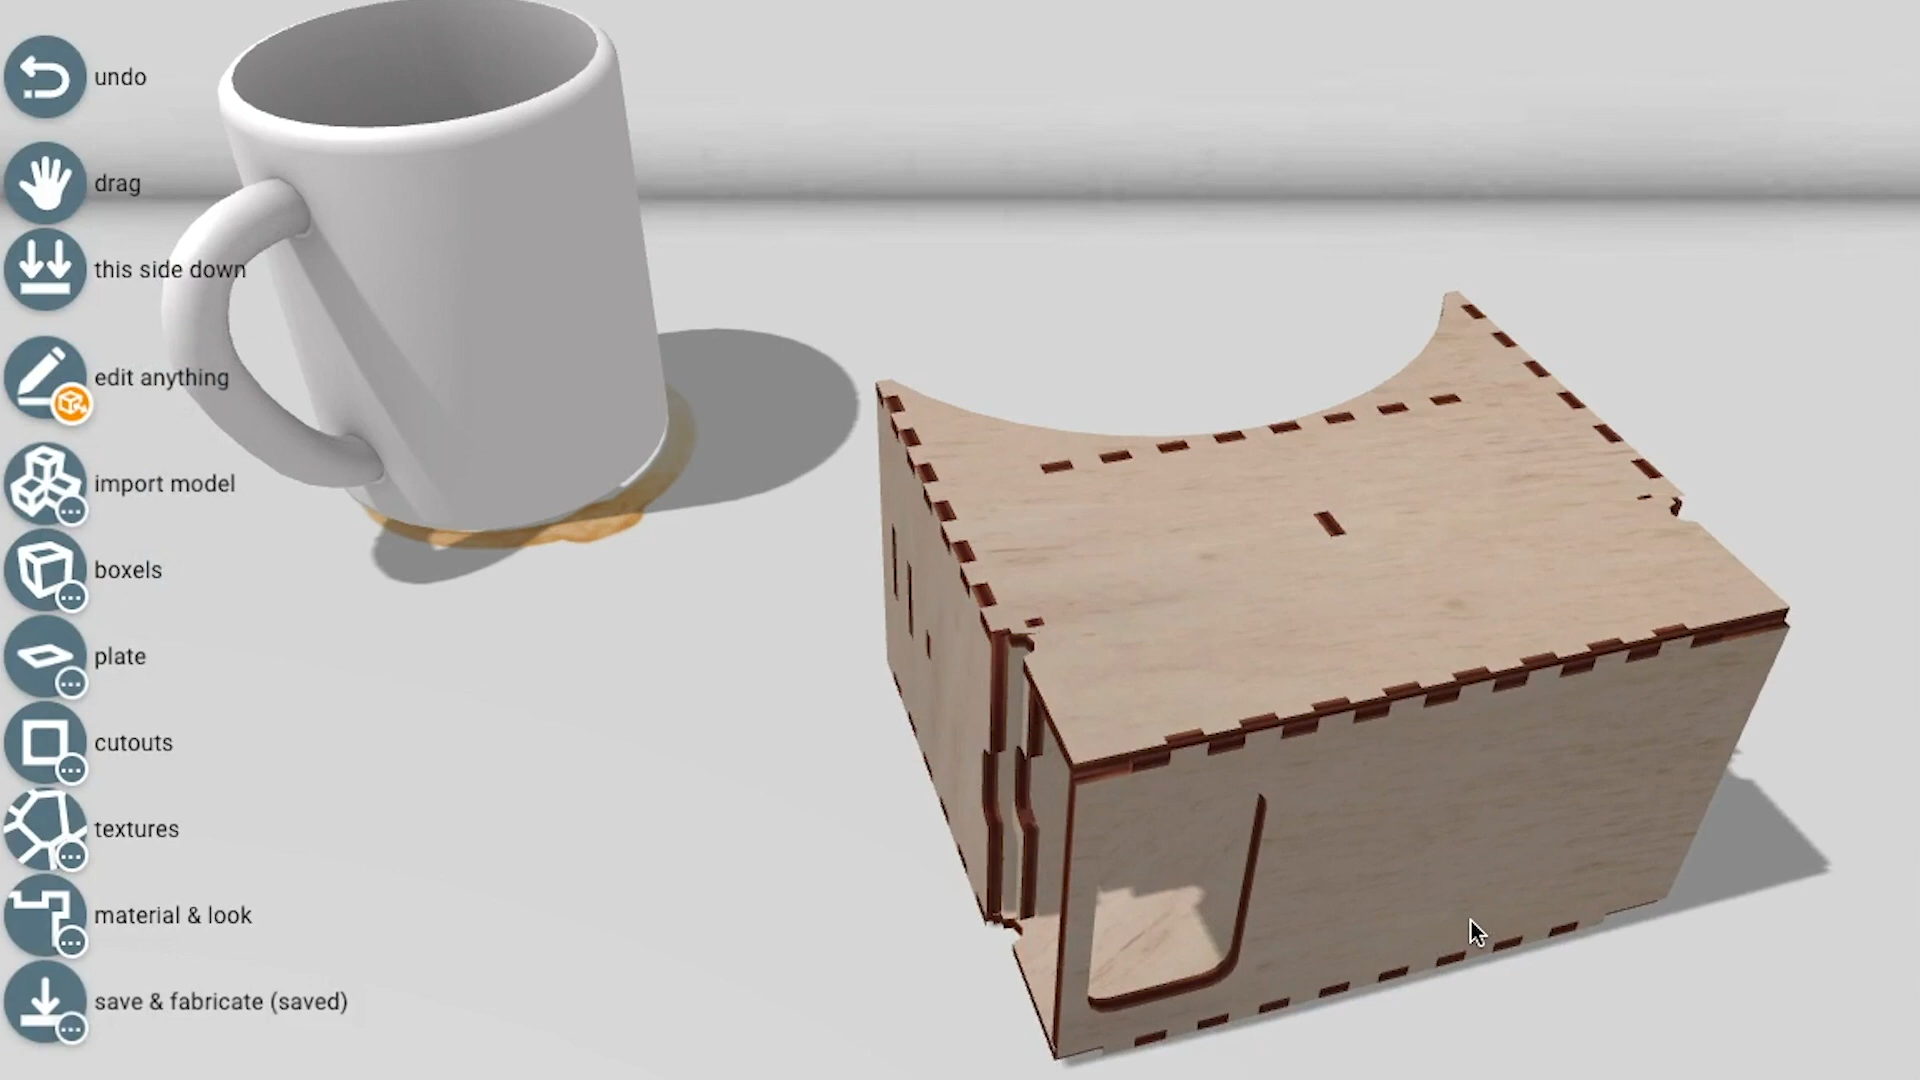 undo
drag
this side down
edit anything
import model
boxels
plate
cutouts
textures
material & look
save & fabricate (saved)